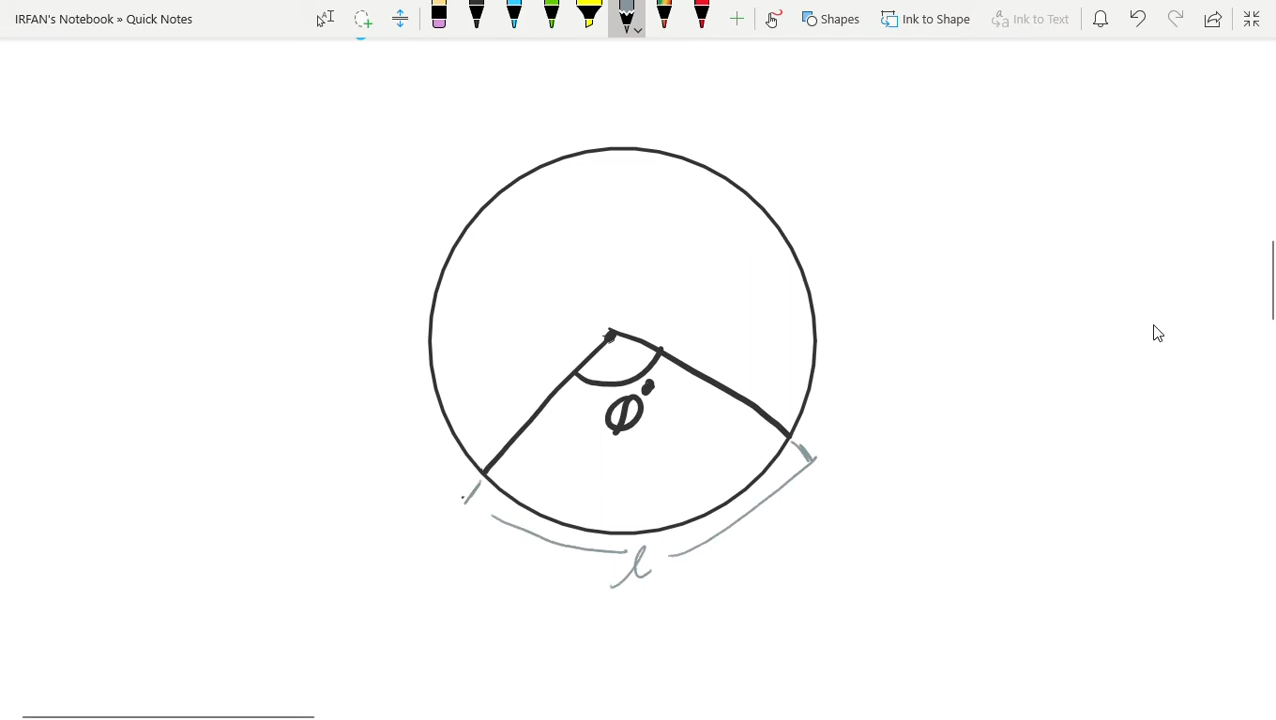 IRFAN's Notebook » Quick Notes
Shapes
Ink to Shape
Ink to Text
Ø
l